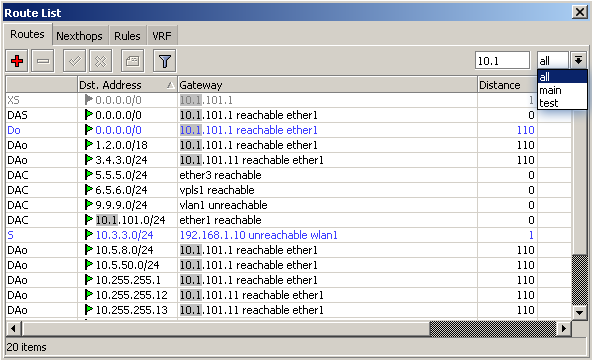 Route List
Routes Nexthops Rules VRF
10.1 all
Dst. Address Gateway Distance
all
main
test
XS 0.0.0.0/0 10.1.101.1 1
DAS 0.0.0.0/0 10.1.101.1 reachable ether1 0
Do 0.0.0.0/0 10.1.101.1 reachable ether1 110
DAo 1.2.0.0/18 10.1.101.1 reachable ether1 110
DAo 3.4.3.0/24 10.1.101.11 reachable ether1 110
DAC 5.5.5.0/24 ether3 reachable 0
DAC 6.5.6.0/24 vpls1 reachable 0
DAC 9.9.9.0/24 vlan1 unreachable 0
DAC 10.1.101.0/24 ether1 reachable 0
S 10.3.3.0/24 192.168.1.10 unreachable wlan1 1
DAo 10.5.8.0/24 10.1.101.1 reachable ether1 110
DAo 10.5.50.0/24 10.1.101.1 reachable ether1 110
DAo 10.255.255.1 10.1.101.1 reachable ether1 110
DAo 10.255.255.12 10.1.101.11 reachable ether1 110
DAo 10.255.255.13 10.1.101.11 reachable ether1 110
20 items